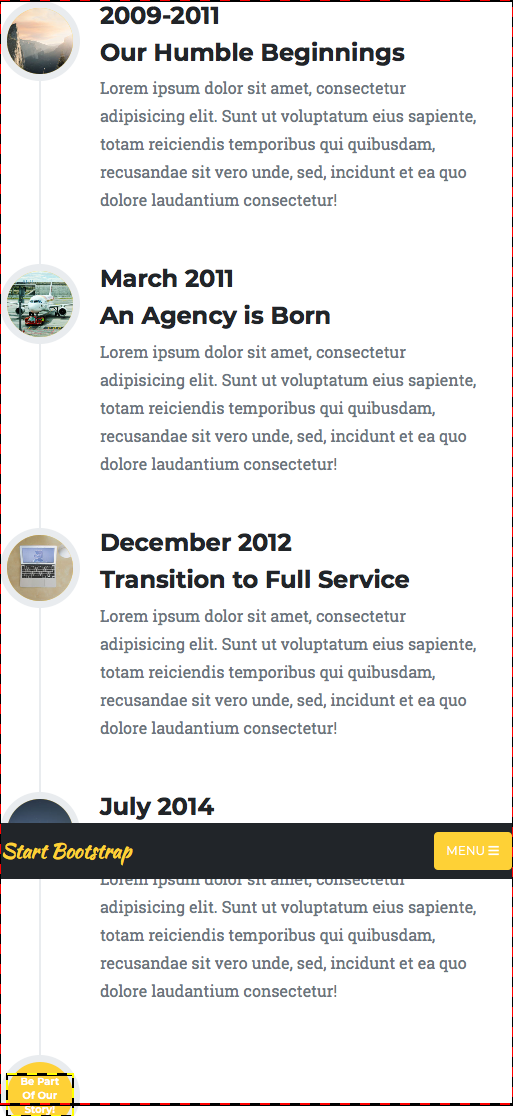 2009-2011
Our Humble Beginnings
Lorem ipsum dolor sit amet, consectetur
adipisicing elit. Sunt ut voluptatum eius sapiente,
totam reiciendis temporibus qui quibusdam,
recusandae sit vero unde, sed, incidunt et ea quo
dolore laudantium consectetur!
March 2011
An Agency is Born
Lorem ipsum dolor sit amet, consectetur
adipisicing elit. Sunt ut voluptatum eius sapiente,
totam reiciendis temporibus qui quibusdam,
recusandae sit vero unde, sed, incidunt et ea quo
dolore laudantium consectetur!
December 2012
Transition to Full Service
Lorem ipsum dolor sit amet, consectetur
adipisicing elit. Sunt ut voluptatum eius sapiente,
totam reiciendis temporibus qui quibusdam,
recusandae sit vero unde, sed, incidunt et ea quo
dolore laudantium consectetur!
July 2014
Start Bootstrap
MENU
Lorem ipsum dolor sit amet, consectetur
adipisicing elit. Sunt ut voluptatum eius sapiente,
totam reiciendis temporibus qui quibusdam,
recusandae sit vero unde, sed, incidunt et ea quo
dolore laudantium consectetur!
Be Part
Of Our
Story!